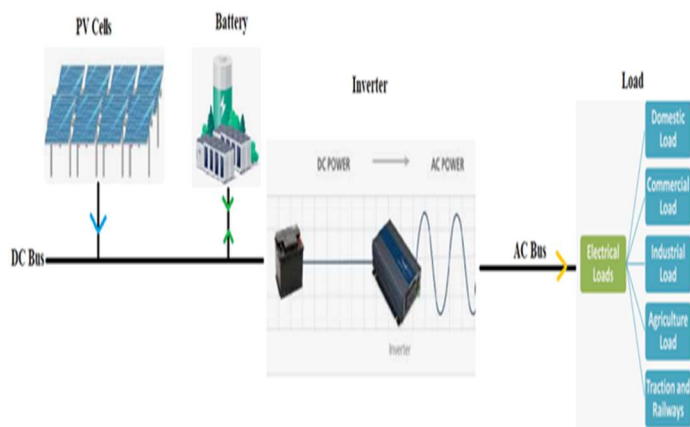 PV Cells
Battery
Inverter
Load
DC POWER
AC POWER
DC Bus
AC Bus
Inverter
Electrical
Loads
Domestic
Load
Commercial
Load
Industrial
Load
Agriculture
Load
Traction and
Railways